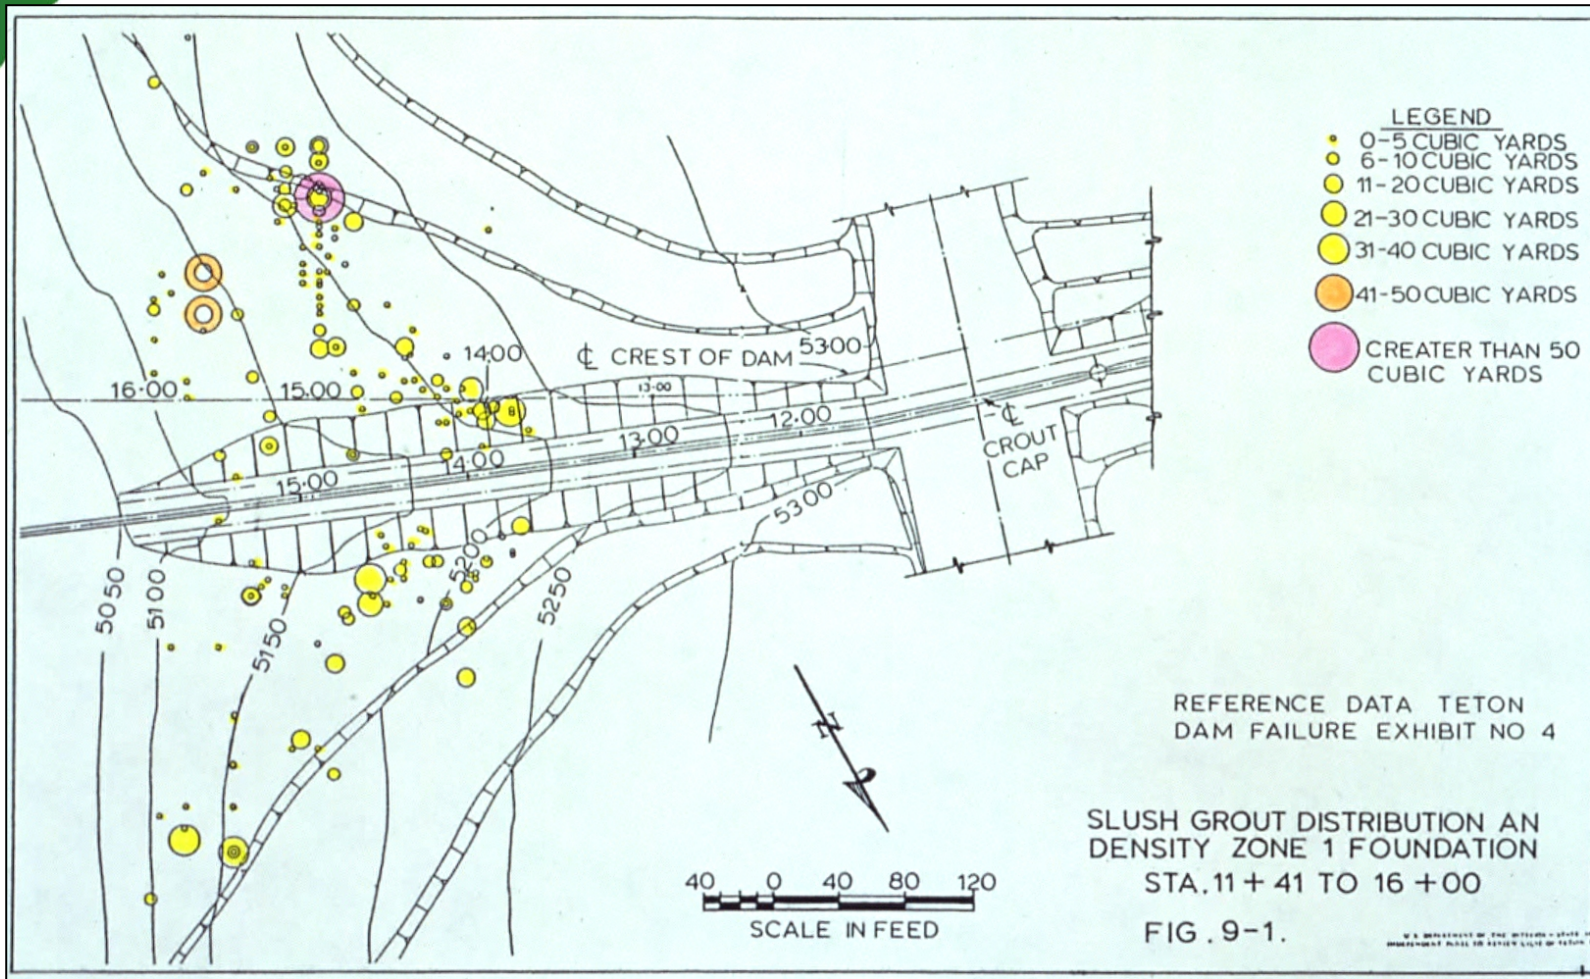 LEGEND
0-5 CUBIC YARDS
6-10 CUBIC YARDS
11-20 CUBIC YARDS
21-30 CUBIC YARDS
31-40 CUBIC YARDS
41-50 CUBIC YARDS
CREATER THAN 50
CUBIC YARDS
℄ CREST OF DAM
5300
14+00
16+00
15+00
13+00
12+00
13+00
14+00
15+00
℄
CROUT
CAP
5300
5200
5250
5050
5100
5150
N
REFERENCE DATA TETON
DAM FAILURE EXHIBIT NO 4
SLUSH GROUT DISTRIBUTION AN
DENSITY ZONE 1 FOUNDATION
STA. 11 + 41 TO 16 +00
FIG. 9-1.
40 0 40 80 120
SCALE IN FEED